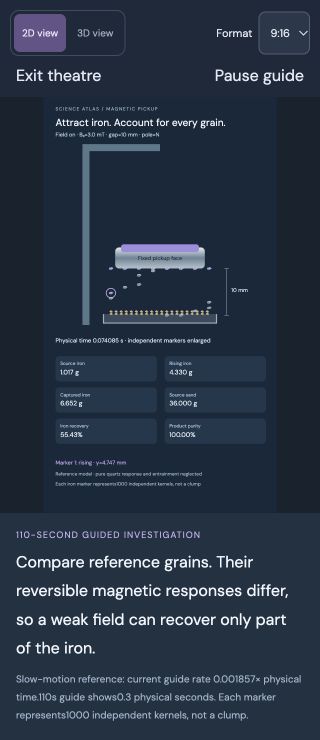 2D view 3D view Format 9:16
Exit theatre Pause guide
SCIENCE ATLAS / MAGNETIC PICKUP
Attract iron. Account for every grain.
Field on · B₀=3.0 mT · gap=10 mm · pole=N
Fixed pickup face
10 mm
Physical time 0.074085 s · independent markers enlarged
Source iron
1.017 g
Rising iron
4.330 g
Captured iron
6.652 g
Source sand
36.000 g
Iron recovery
55.43%
Product purity
100.00%
Marker 1: rising · y=4.747 mm
Reference model · pure quartz response and entrainment neglected
Each iron marker represents1000 independent kernels, not a clump
110-SECOND GUIDED INVESTIGATION
Compare reference grains. Their
reversible magnetic responses differ,
so a weak field can recover only part
of the iron.
Slow-motion reference: current guide rate 0.001857× physical
time.110s guide shows0.3 physical seconds. Each marker
represents1000 independent kernels, not a clump.